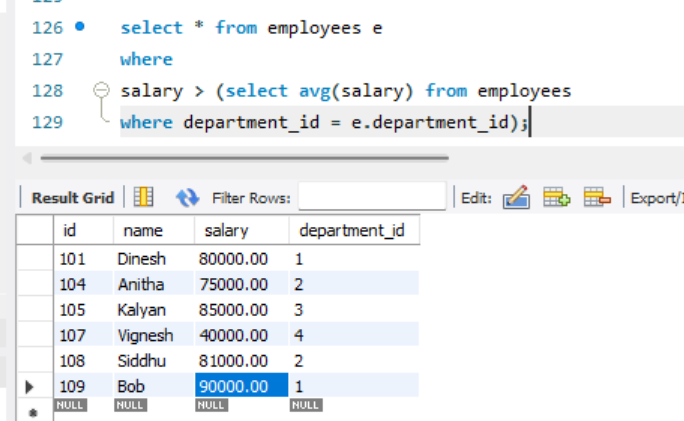 126 select * from employees e
127 where
128 salary > (select avg(salary) from employees
129 where department_id = e.department_id);
Result Grid Filter Rows: Edit: Export/
id name salary department_id
101 Dinesh 80000.00 1
104 Anitha 75000.00 2
105 Kalyan 85000.00 3
107 Vignesh 40000.00 4
108 Siddhu 81000.00 2
109 Bob 90000.00 1
NULL NULL NULL NULL